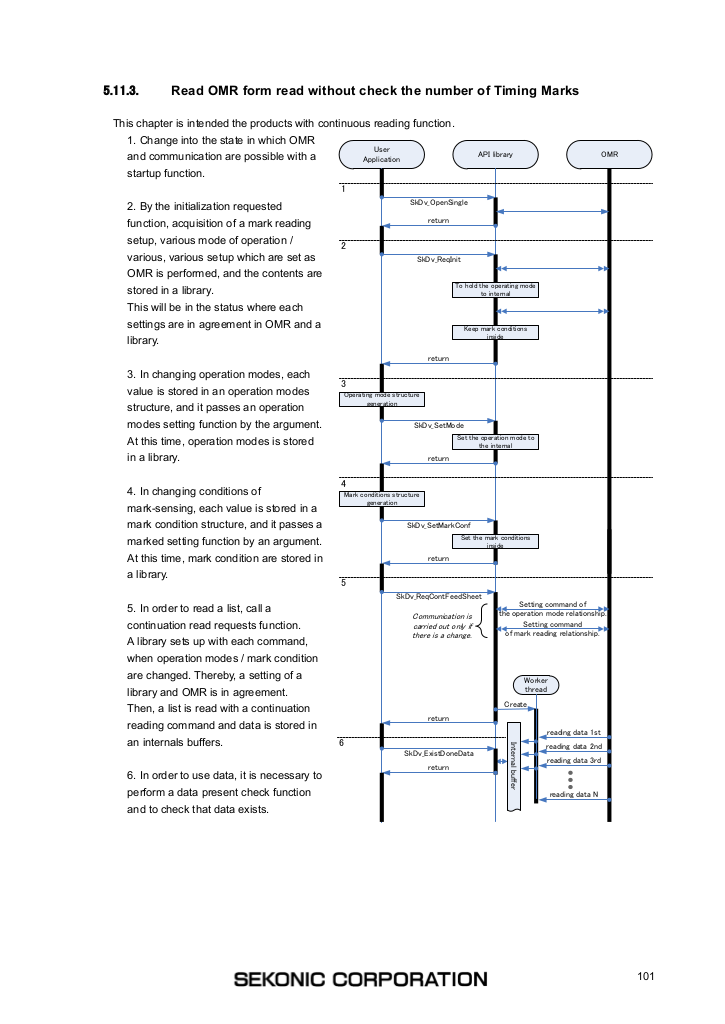 5.11.3. Read OMR form read without check the number of Timing Marks
This chapter is intended the products with continuous reading function.
1. Change into the state in which OMR
and communication are possible with a
startup function.
2. By the initialization requested
function, acquisition of a mark reading
setup, various mode of operation /
various, various setup which are set as
OMR is performed, and the contents are
stored in a library.
This will be in the status where each
settings are in agreement in OMR and a
library.
3. In changing operation modes, each
value is stored in an operation modes
structure, and it passes an operation
modes setting function by the argument.
At this time, operation modes is stored
in a library.
4. In changing conditions of
mark-sensing, each value is stored in a
mark condition structure, and it passes a
marked setting function by an argument.
At this time, mark condition are stored in
a library.
5. In order to read a list, call a
continuation read requests function.
A library sets up with each command,
when operation modes / mark condition
are changed. Thereby, a setting of a
library and OMR is in agreement.
Then, a list is read with a continuation
reading command and data is stored in
an internals buffers.
6. In order to use data, it is necessary to
perform a data present check function
and to check that data exists.
User
Application
API library
OMR
1
SkDv_OpenSingle
return
2
SkDv_ReqInit
To hold the operating mode
to internal
Keep mark conditions
inside
return
3
Operating mode structure
generation
SkDv_SetMode
Set the operation mode to
the internal
return
4
Mark conditions structure
generation
SkDv_SetMarkConf
Set the mark conditions
inside
return
5
SkDv_ReqContFeedSheet
Communication is
carried out only if
there is a change.
Setting command of
the operation mode relationship.
Setting command
of mark reading relationship.
Worker
thread
Create
return
6
SkDv_ExistDoneData
return
Internal buffer
reading data 1st
reading data 2nd
reading data 3rd
reading data N
SEKONIC CORPORATION
101